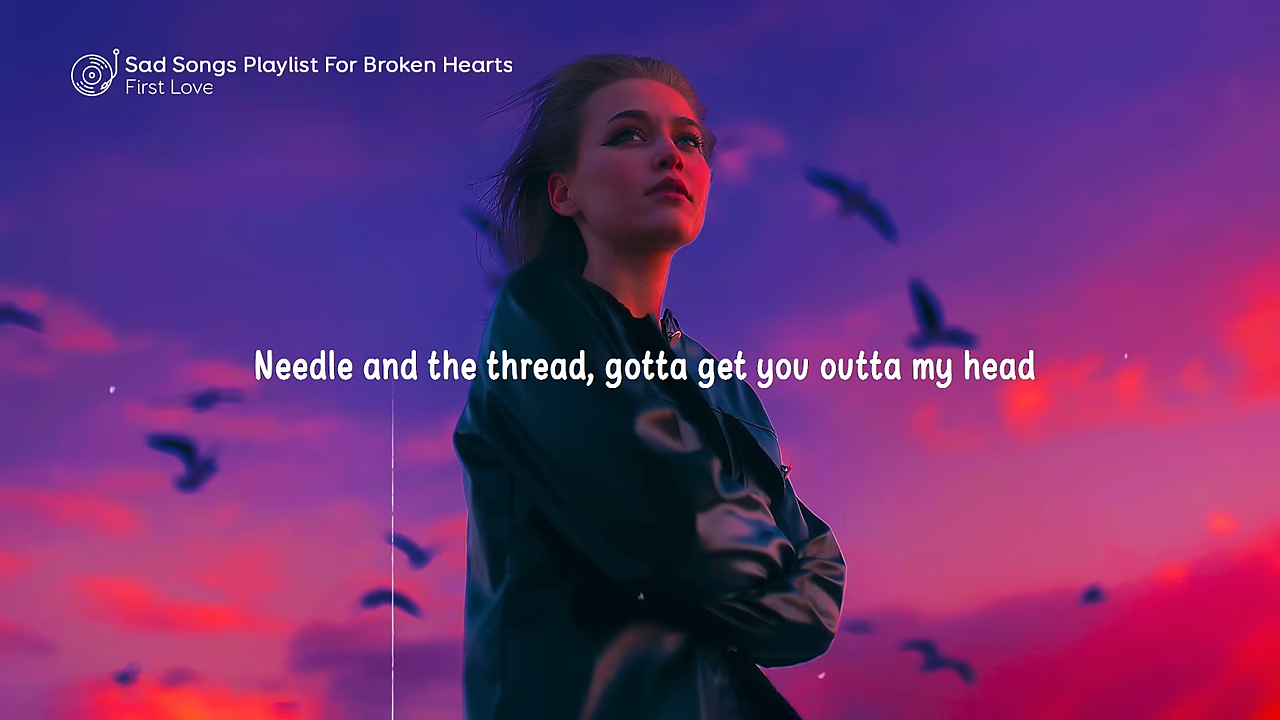 Sad Songs Playlist For Broken Hearts
First Love
Needle and the thread, gotta get you outta my head